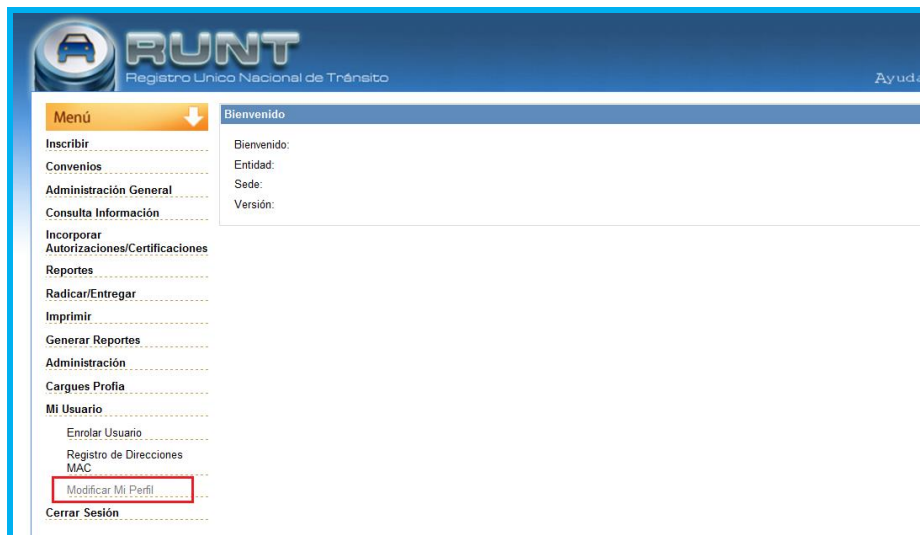 RUNT
Registro Unico Nacional de Tránsito
Ayuda
Menú
Bienvenido
Inscribir
Convenios
Administración General
Consulta Información
Incorporar
Autorizaciones/Certificaciones
Reportes
Radicar/Entregar
Imprimir
Generar Reportes
Administración
Cargues Profia
Mi Usuario
Enrolar Usuario
Registro de Direcciones
MAC
Modificar Mi Perfil
Cerrar Sesión
Bienvenido:
Entidad:
Sede:
Versión: